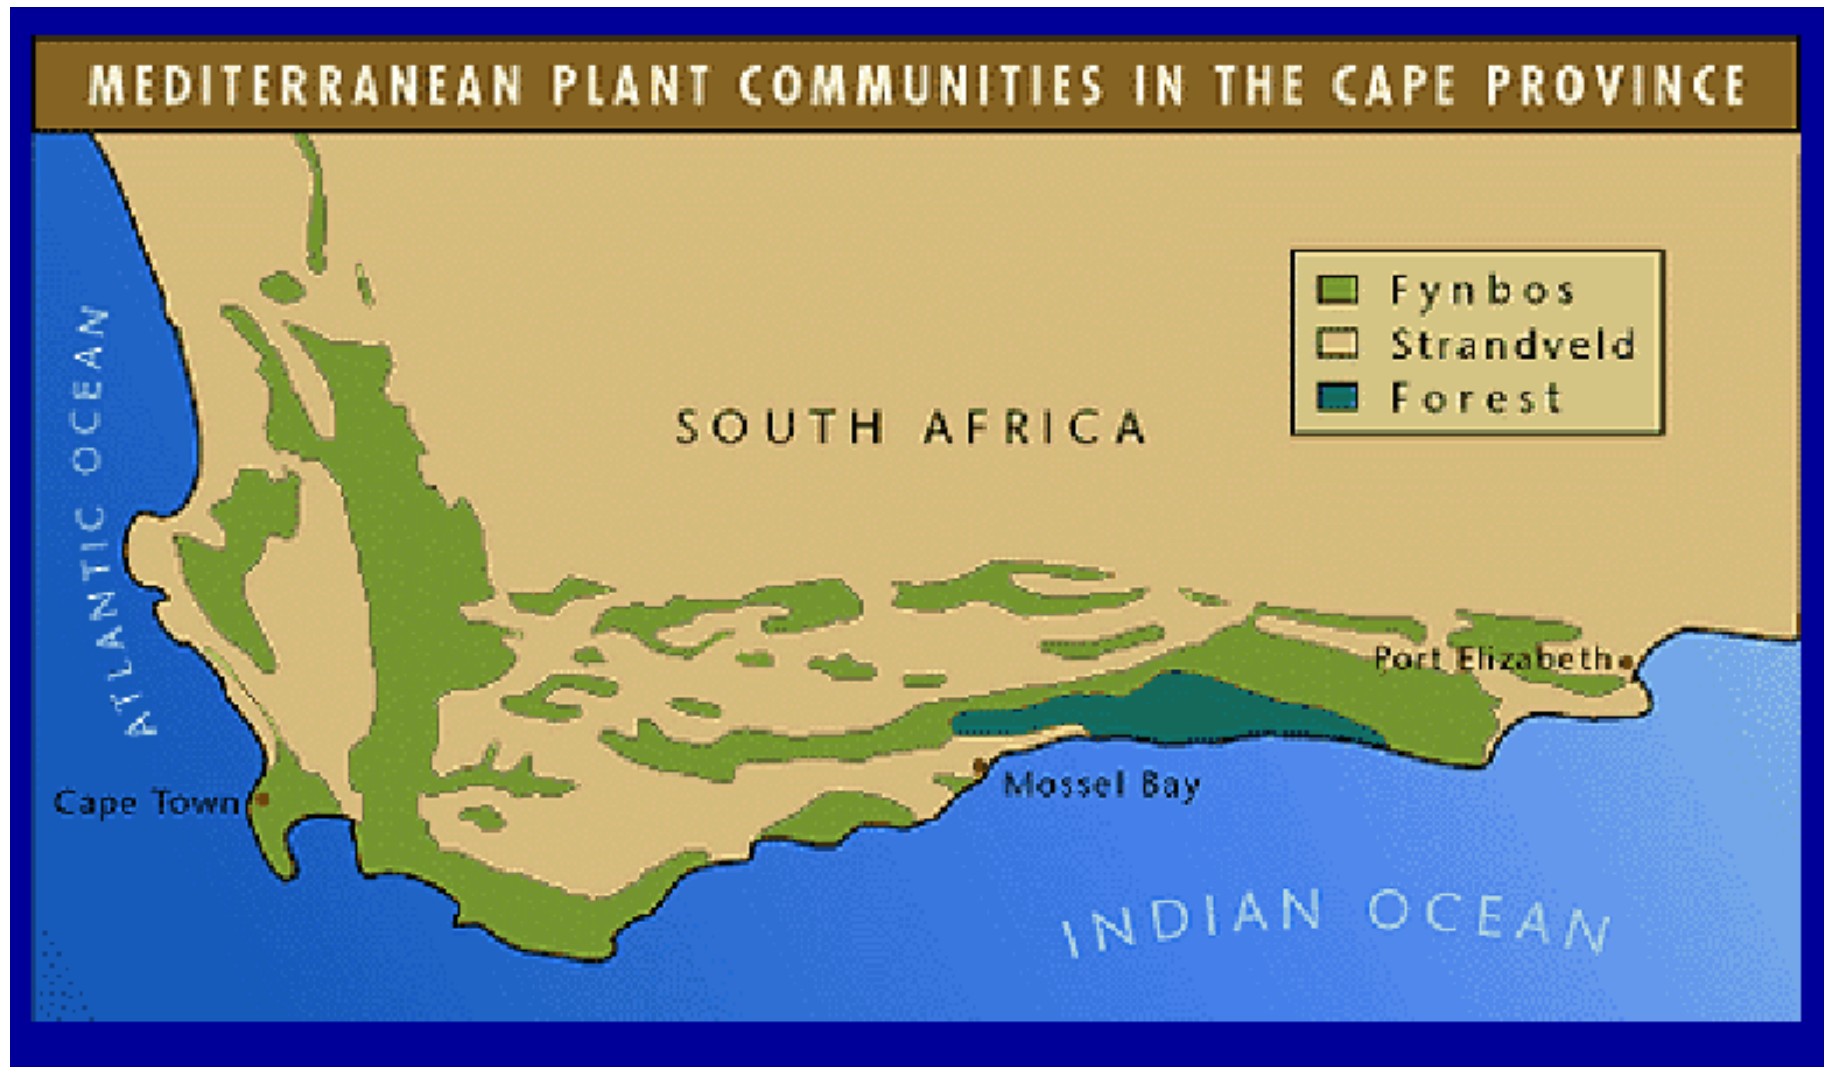 MEDITERRANEAN PLANT COMMUNITIES IN THE CAPE PROVINCE
Fynbos
Strandveld
Forest
SOUTH AFRICA
ATLANTIC OCEAN
Port Elizabeth
Mossel Bay
Cape Town
INDIAN OCEAN